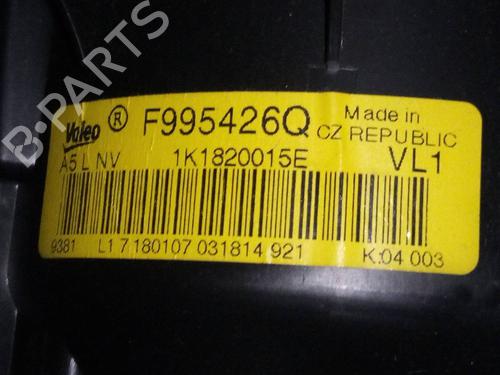 B-PARTS
Valeo ® F995426Q Made in
CZ REPUBLIC
A5 L NV 1K1820015E VL1
9381 L1 7 180107 031814 921 K:04 003